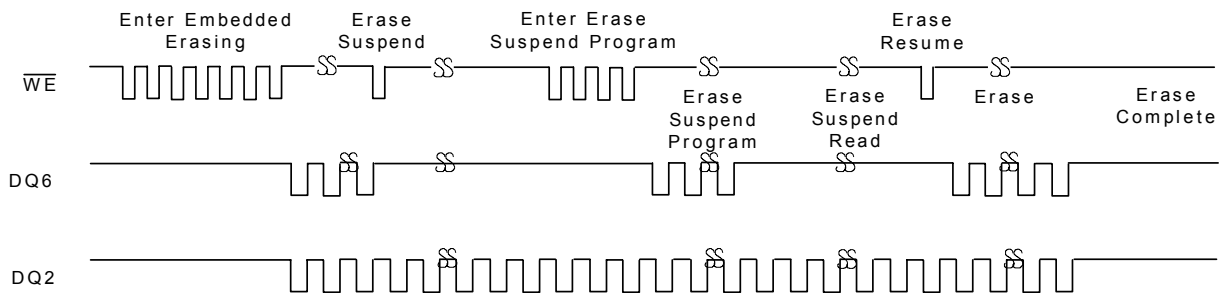 Enter Embedded
Erasing
Erase
Suspend
Enter Erase
Suspend Program
Erase
Resume
WE
Erase
Suspend
Program
Erase
Suspend
Read
Erase
Erase
Complete
DQ6
DQ2